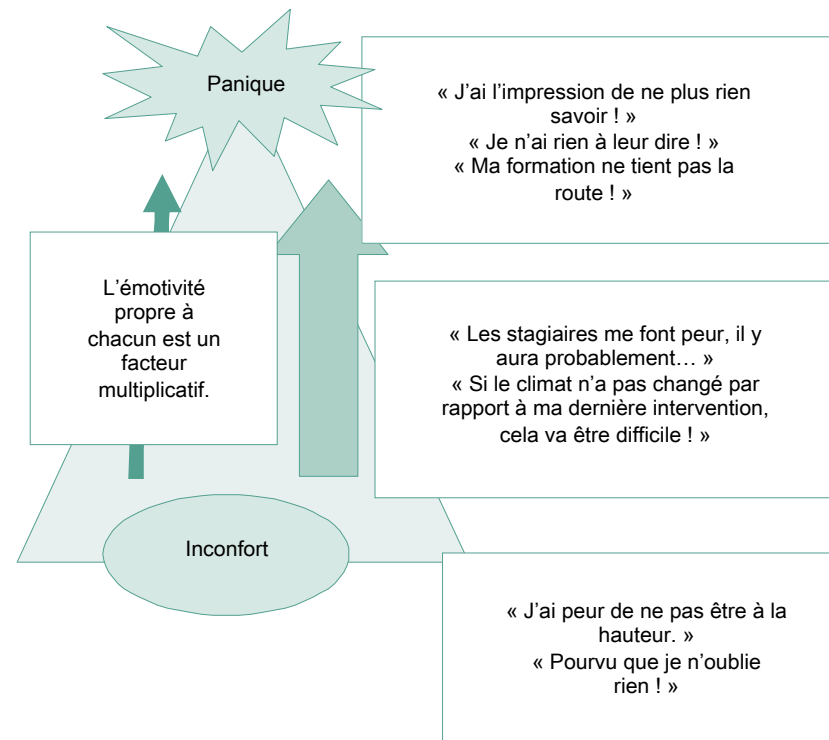 Panique
« J’ai l’impression de ne plus rien
savoir ! »
« Je n’ai rien à leur dire ! »
« Ma formation ne tient pas la
route ! »
L’émotivité
propre à
chacun est un
facteur
multiplicatif.
« Les stagiaires me font peur, il y
aura probablement… »
« Si le climat n’a pas changé par
rapport à ma dernière intervention,
cela va être difficile ! »
Inconfort
« J’ai peur de ne pas être à la
hauteur. »
« Pourvu que je n’oublie
rien ! »